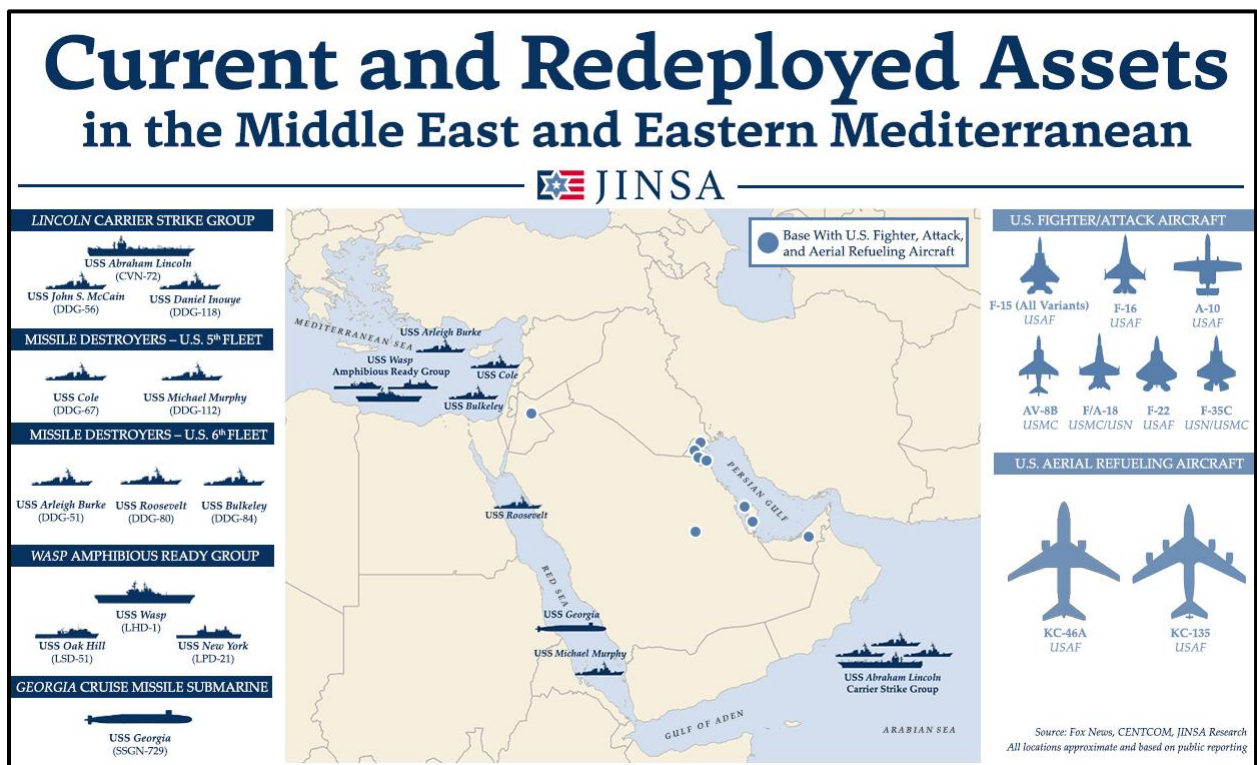 Current and Redeployed Assets
in the Middle East and Eastern Mediterranean
JINSA
LINCOLN CARRIER STRIKE GROUP
USS Abraham Lincoln
(CVN-72)
USS John S. McCain
(DDG-56)
USS Daniel Inouye
(DDG-118)
MISSILE DESTROYERS – U.S. 5th FLEET
USS Cole
(DDG-67)
USS Michael Murphy
(DDG-112)
MISSILE DESTROYERS – U.S. 6th FLEET
USS Arleigh Burke
(DDG-51)
USS Roosevelt
(DDG-80)
USS Bulkeley
(DDG-84)
WASP AMPHIBIOUS READY GROUP
USS Wasp
(LHD-1)
USS Oak Hill
(LSD-51)
USS New York
(LPD-21)
GEORGIA CRUISE MISSILE SUBMARINE
USS Georgia
(SSGN-729)
Base With U.S. Fighter, Attack,
and Aerial Refueling Aircraft
MEDITERRANEAN SEA
USS Arleigh Burke
USS Wasp
Amphibious Ready Group
USS Cole
USS Bulkeley
PERSIAN GULF
USS Roosevelt
RED SEA
USS Georgia
USS Michael Murphy
USS Abraham Lincoln
Carrier Strike Group
GULF OF ADEN
ARABIAN SEA
U.S. FIGHTER/ATTACK AIRCRAFT
F-15 (All Variants)
USAF
F-16
USAF
A-10
USAF
AV-8B
USMC
F/A-18
USMC/USN
F-22
USAF
F-35C
USN/USMC
U.S. AERIAL REFUELING AIRCRAFT
KC-46A
USAF
KC-135
USAF
Source: Fox News, CENTCOM, JINSA Research
All locations approximate and based on public reporting